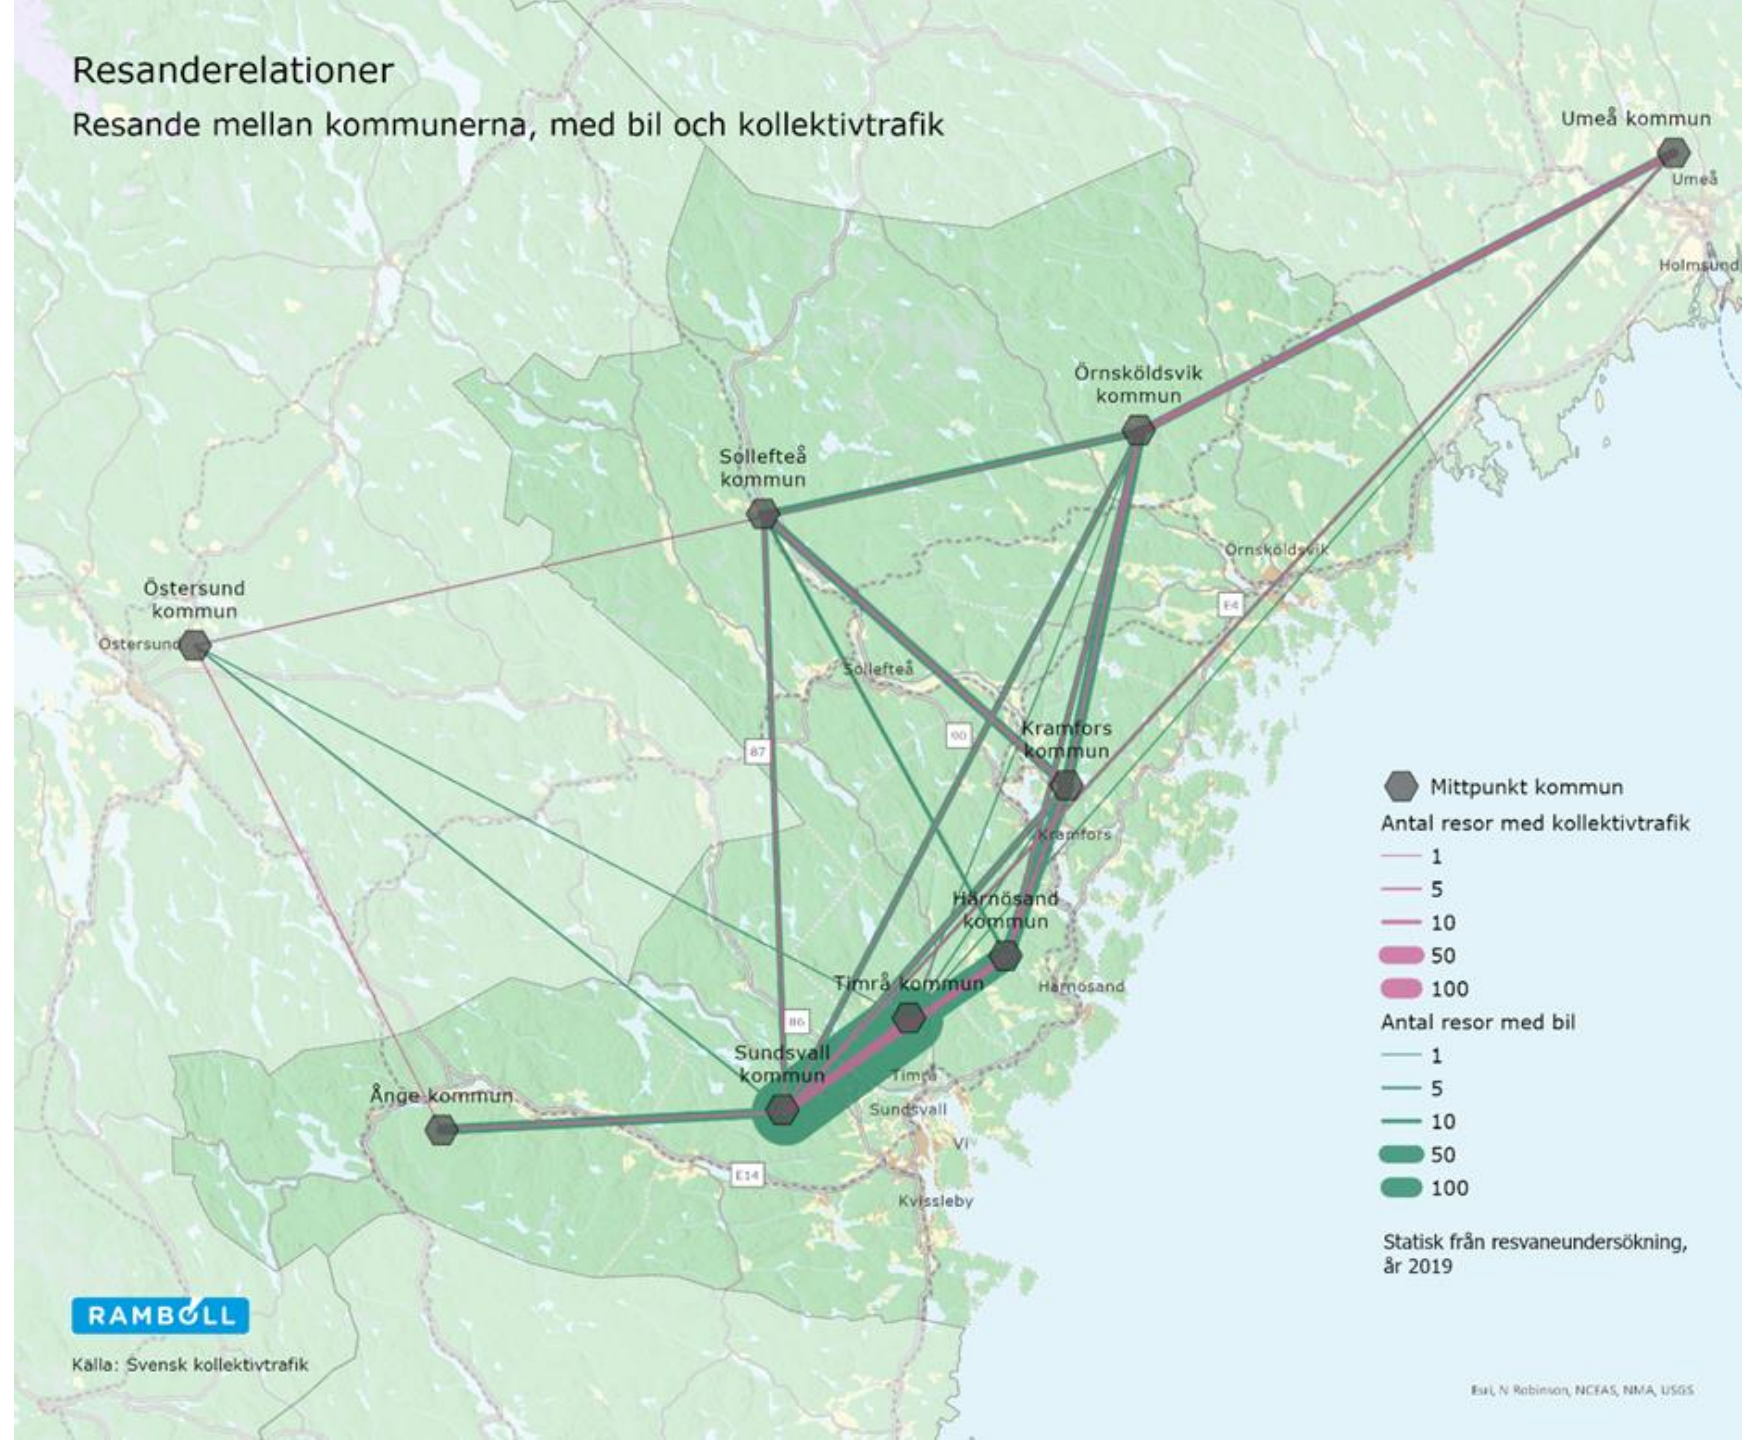 Resanderelationer
Resande mellan kommunerna, med bil och kollektivtrafik
Umeå kommun
Umeå
Holmsund
Örnsköldsvik
kommun
Sollefteå
kommun
Örnsköldsvik
E4
Östersund
kommun
Östersund
Sollefteå
90
87
Kramfors
kommun
Kramfors
Härnösand
kommun
Härnösand
Timrå kommun
86
Sundsvall
kommun
Timrå
Sundsvall
Ånge kommun
Vi
E14
Kvissleby
Mittpunkt kommun
Antal resor med kollektivtrafik
1
5
10
50
100
Antal resor med bil
1
5
10
50
100
Statisk från resvaneundersökning,
år 2019
RAMBOLL
Källa: Svensk kollektivtrafik
Esri, N Robinson, NCEAS, NMA, USGS